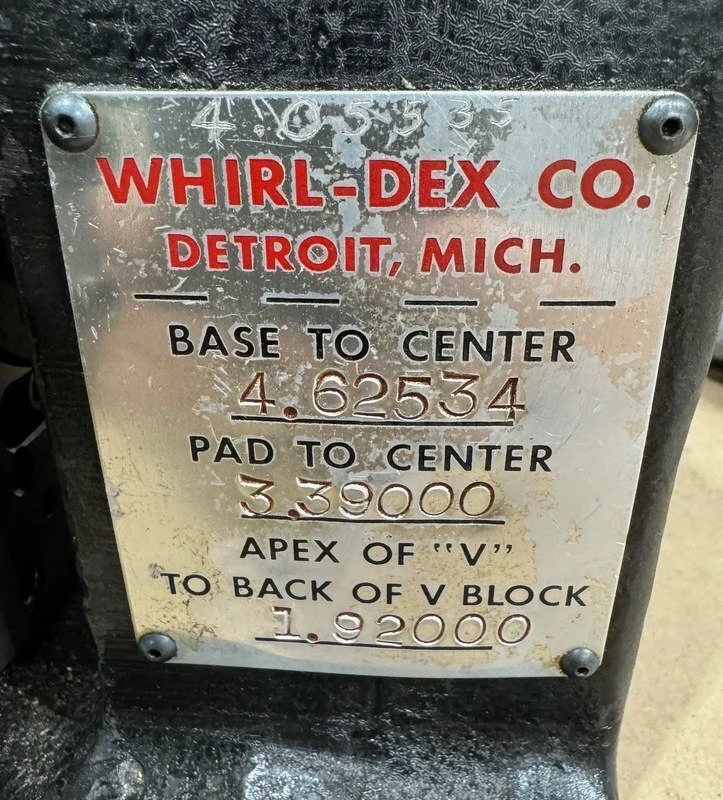 4.05535
WHIRL-DEX CO.
DETROIT, MICH.
BASE TO CENTER
4.62534
PAD TO CENTER
3.39000
APEX OF "V"
TO BACK OF V BLOCK
1.92000